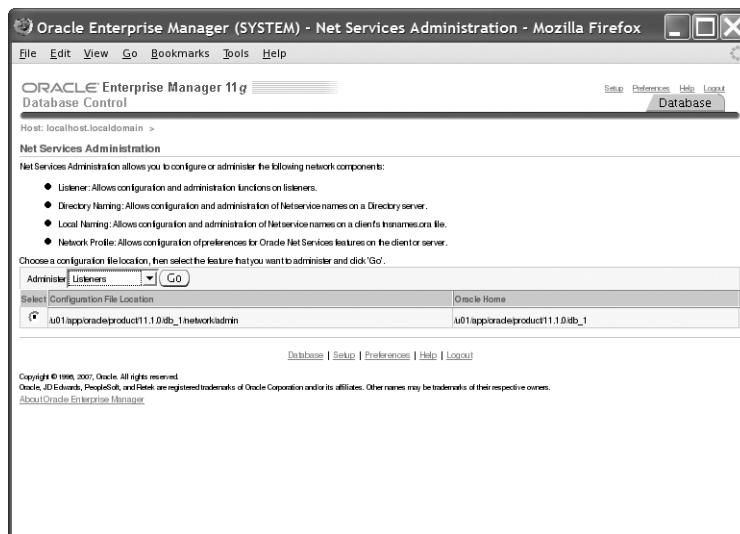 Oracle Enterprise Manager (SYSTEM) - Net Services Administration - Mozilla Firefox
File Edit View Go Bookmarks Tools Help
ORACLE Enterprise Manager 11g
Setup Preferences Help Logout
Database Control
Database
Host: localhost.localdomain >
Net Services Administration
Net Services Administration allows you to configure or administer the following network components:
Listener: Allows configuration and administration functions on listeners.
Directory Naming: Allows configuration and administration of Netservice names on a Directory server.
Local Naming: Allows configuration and administration of Netservice names on a client's tnsnames.ora file.
Network Profile: Allows configuration of preferences for Oracle Net Services features on the client or server.
Choose a configuration file location, then select the feature that you want to administer and click 'Go'.
Administer Listeners Go
Select Configuration File Location Oracle Home
/u01/app/oracle/product/11.1.0/db_1/network/admin /u01/app/oracle/product/11.1.0/db_1
Database | Setup | Preferences | Help | Logout
Copyright © 1996, 2007, Oracle. All rights reserved.
Oracle, JD Edwards, PeopleSoft, and Retek are registered trademarks of Oracle Corporation and/or its affiliates. Other names may be trademarks of their respective owners.
About Oracle Enterprise Manager